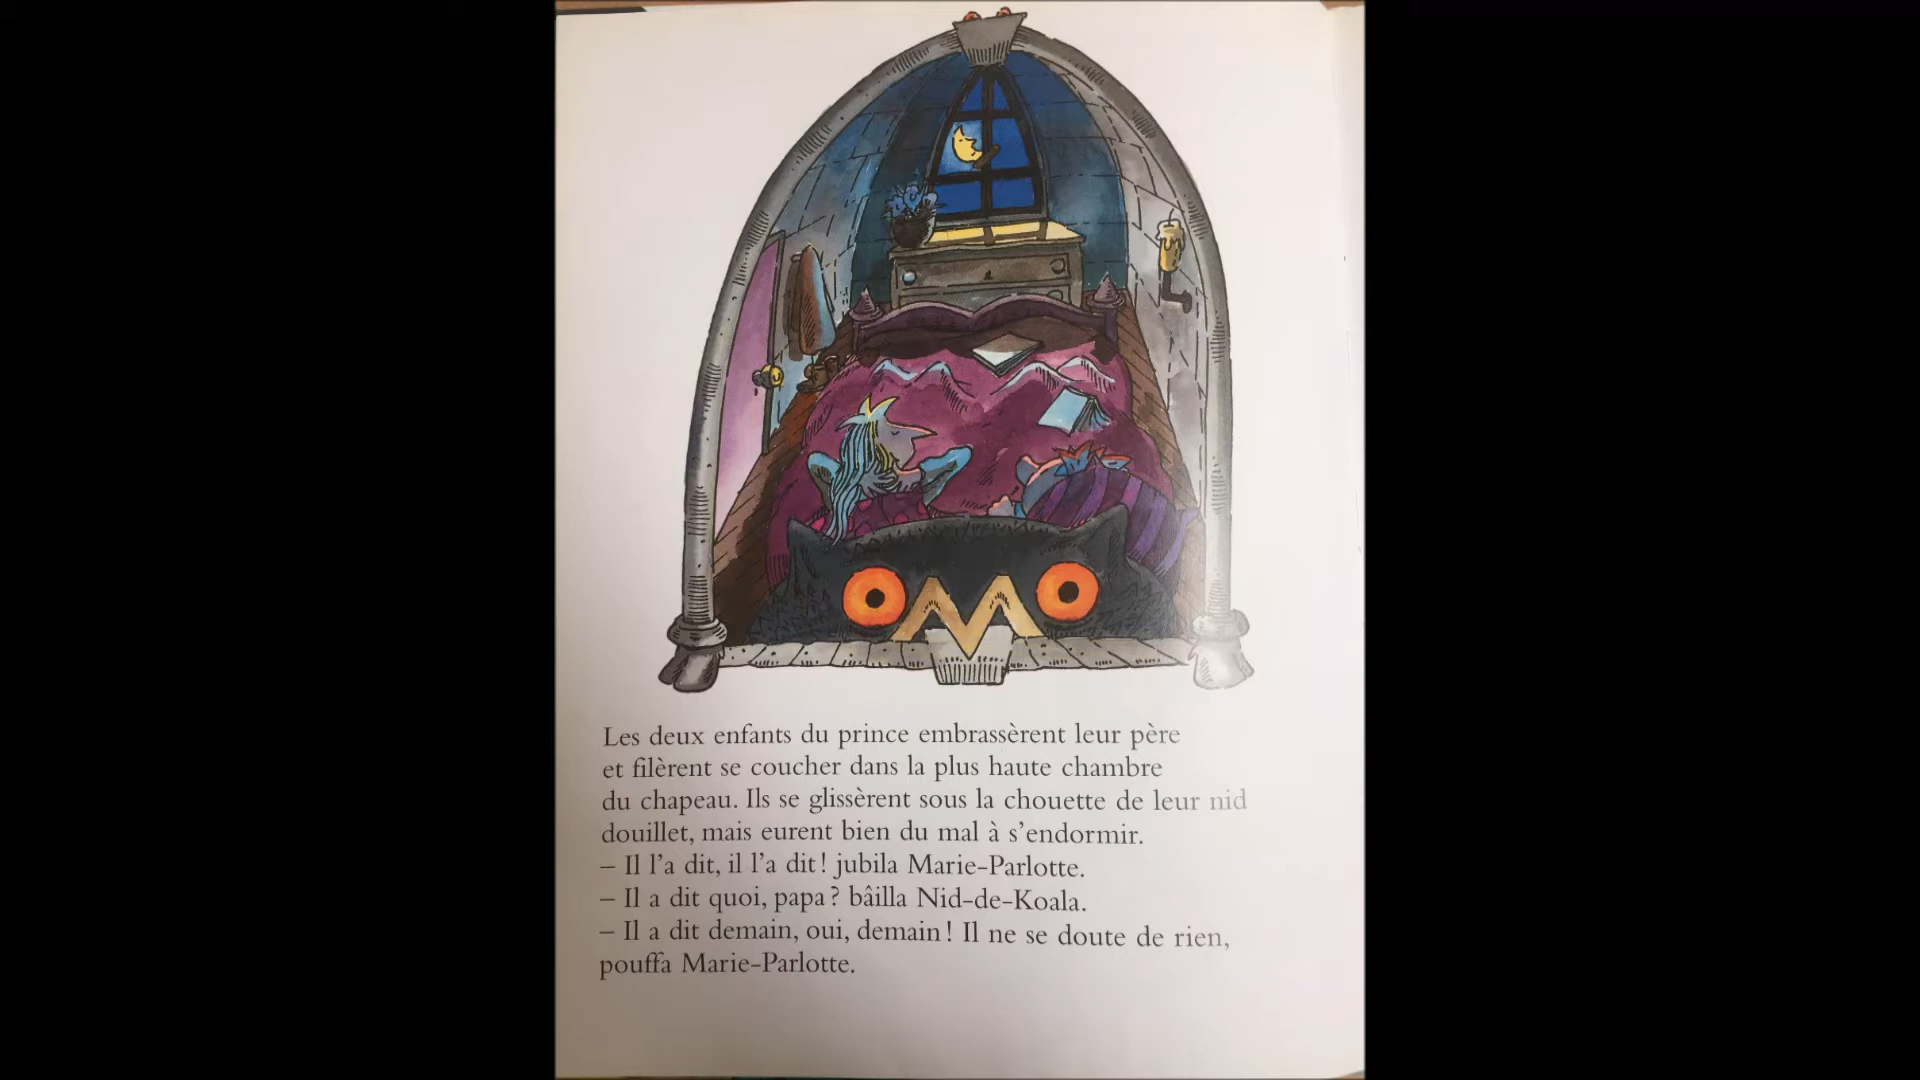 Les deux enfants du prince embrassèrent leur père
et filèrent se coucher dans la plus haute chambre
du chapeau. Ils se glissèrent sous la chouette de leur nid
douillet, mais eurent bien du mal à s'endormir.
– Il l'a dit, il l'a dit ! jubila Marie-Parlotte.
– Il a dit quoi, papa ? bâilla Nid-de-Koala.
– Il a dit demain, oui, demain ! Il ne se doute de rien,
pouffa Marie-Parlotte.